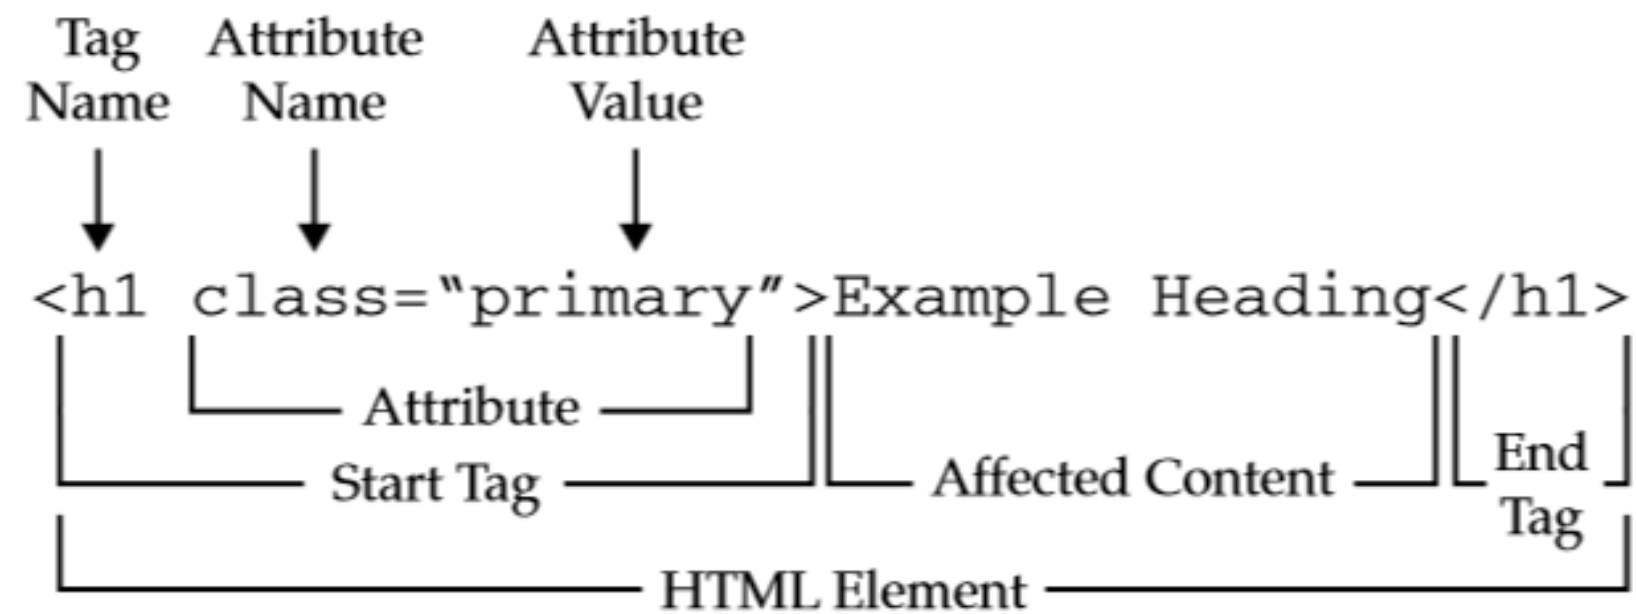 Tag Attribute Attribute
Name Name Value
<h1 class="primary">Example Heading</h1>
Attribute
Start Tag
Affected Content
End
Tag
HTML Element